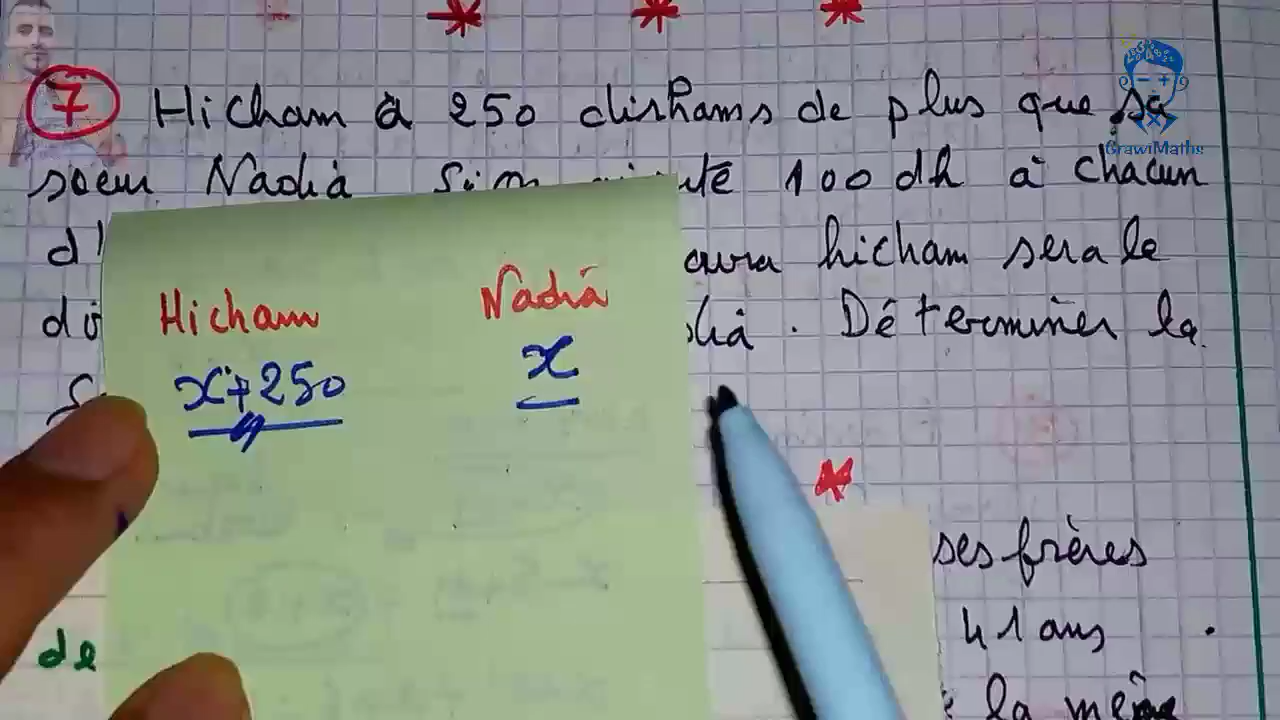 7 Hicham à 250 dirhams de plus que sa
soeur Nadia Si on ajoute 100 dh à chacun
d'
aura hicham sera le
Déterminer la
Hicham
Nadia
x+250
x
ses frères
41 ans .
de
la même
GrawiMaths